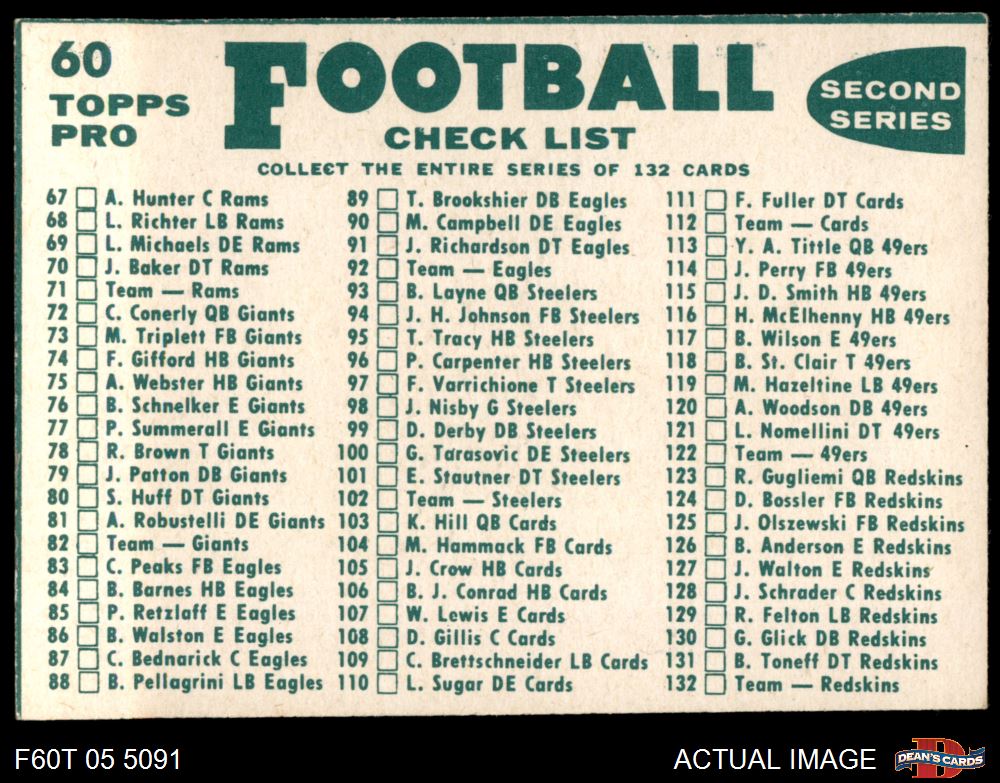 60
TOPPS
PRO
FOOTBALL
CHECK LIST
SECOND
SERIES
COLLECT THE ENTIRE SERIES OF 132 CARDS
67 A. Hunter C Rams
68 L. Richter LB Rams
69 L. Michaels DE Rams
70 J. Baker DT Rams
71 Team — Rams
72 C. Conerly QB Giants
73 M. Triplett FB Giants
74 F. Gifford HB Giants
75 A. Webster HB Giants
76 B. Schnelker E Giants
77 P. Summerall E Giants
78 R. Brown T Giants
79 J. Patton DB Giants
80 S. Huff DT Giants
81 A. Robustelli DE Giants
82 Team — Giants
83 C. Peaks FB Eagles
84 B. Barnes HB Eagles
85 P. Retzlaff E Eagles
86 B. Walston E Eagles
87 C. Bednarick C Eagles
88 B. Pellagrini LB Eagles
89 T. Brookshier DB Eagles
90 M. Campbell DE Eagles
91 J. Richardson DT Eagles
92 Team — Eagles
93 B. Layne QB Steelers
94 J. H. Johnson FB Steelers
95 T. Tracy HB Steelers
96 P. Carpenter HB Steelers
97 F. Varrichione T Steelers
98 J. Nisby G Steelers
99 D. Derby DB Steelers
100 G. Tarasovic DE Steelers
101 E. Stautner DT Steelers
102 Team — Steelers
103 K. Hill QB Cards
104 M. Hammack FB Cards
105 J. Crow HB Cards
106 B. J. Conrad HB Cards
107 W. Lewis E Cards
108 D. Gillis C Cards
109 C. Brettschneider LB Cards
110 L. Sugar DE Cards
111 F. Fuller DT Cards
112 Team — Cards
113 Y. A. Tittle QB 49ers
114 J. Perry FB 49ers
115 J. D. Smith HB 49ers
116 H. McElhenny HB 49ers
117 B. Wilson E 49ers
118 B. St. Clair T 49ers
119 M. Hazeltine LB 49ers
120 A. Woodson DB 49ers
121 L. Nomellini DT 49ers
122 Team — 49ers
123 R. Gugliemi QB Redskins
124 D. Bossler FB Redskins
125 J. Olszewski FB Redskins
126 B. Anderson E Redskins
127 J. Walton E Redskins
128 J. Schrader C Redskins
129 R. Felton LB Redskins
130 G. Glick DB Redskins
131 B. Toneff DT Redskins
132 Team — Redskins
F60T 05 5091
ACTUAL IMAGE
D
DEAN'S CARDS